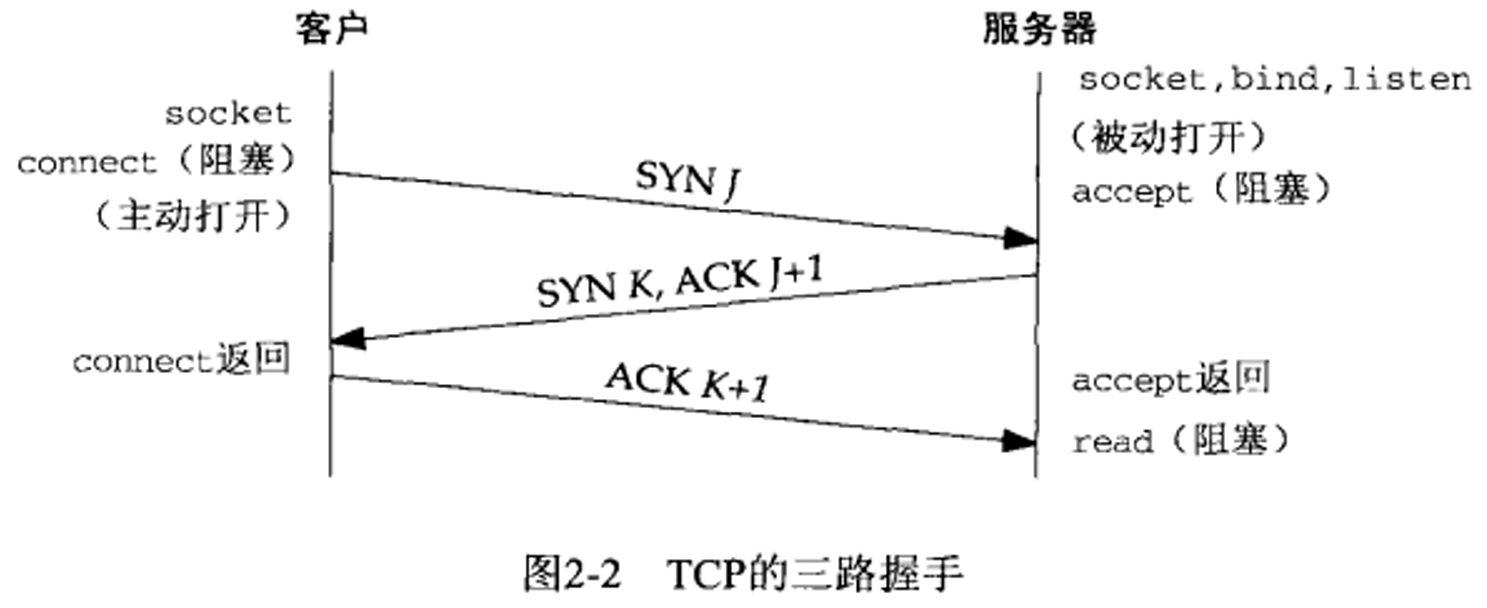 客户
服务器
socket
connect（阻塞）
（主动打开）
socket,bind,listen
（被动打开）
accept（阻塞）
SYN J
SYN K, ACK J+1
connect返回
ACK K+1
accept返回
read（阻塞）
图2-2 TCP的三路握手